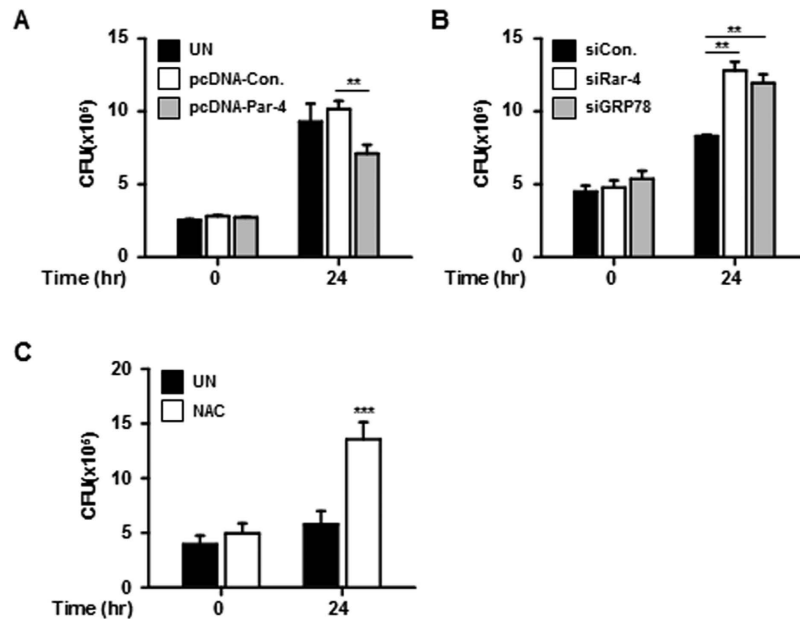 A
15
10
5
0
CFU(x10⁶)
UN
pcDNA-Con.
pcDNA-Par-4
**
Time (hr)
0
24
B
15
10
5
0
CFU(x10⁶)
siCon.
siRar-4
siGRP78
**
**
Time (hr)
0
24
C
20
15
10
5
0
CFU(x10⁶)
UN
NAC
***
Time (hr)
0
24